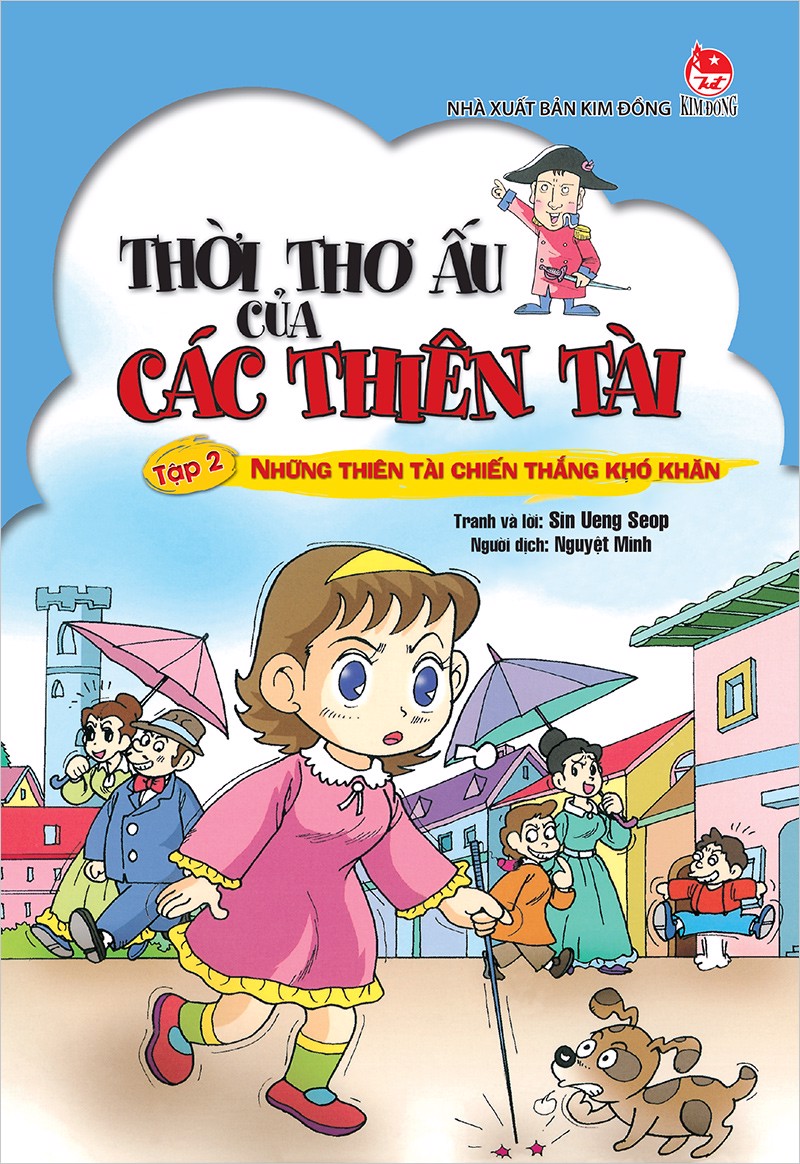 NHÀ XUẤT BẢN KIM ĐỒNG
KIM ĐỒNG
THỜI THƠ ẤU
CỦA
CÁC THIÊN TÀI
Tập 2 NHỮNG THIÊN TÀI CHIẾN THẮNG KHÓ KHĂN
Tranh và lời: Sin Ueng Seop
Người dịch: Nguyệt Minh